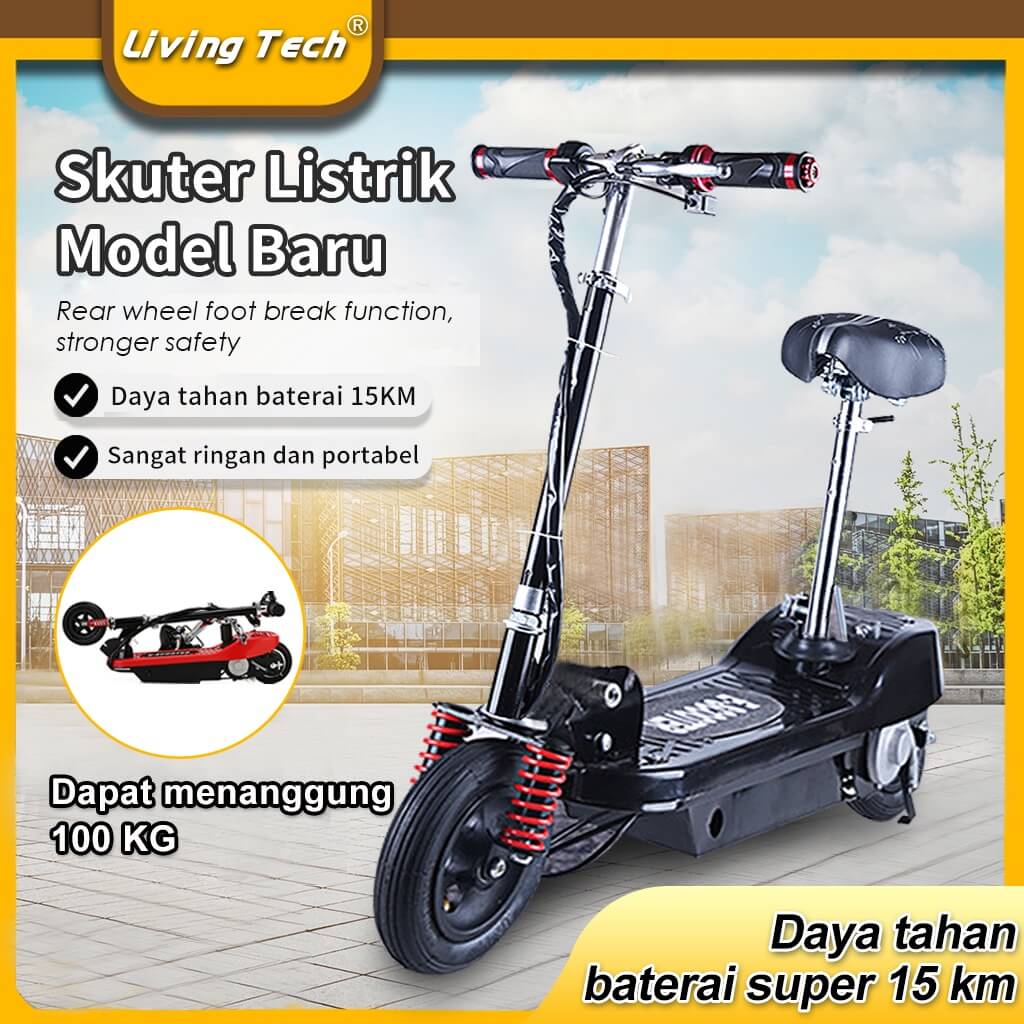 Living Tech®
Skuter Listrik
Model Baru
Rear wheel foot break function,
stronger safety
Daya tahan baterai 15KM
Sangat ringan dan portabel
Dapat menanggung
100 KG
E-SCOOTER
Daya tahan
baterai super 15 km